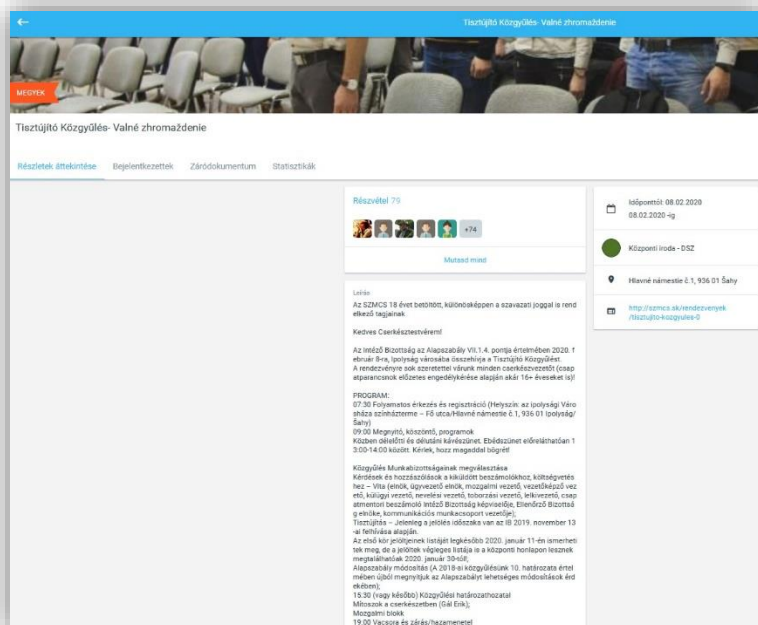 Tisztújító Közgyűlés- Valné zhromaždenie
MEGYEK
Tisztújító Közgyűlés- Valné zhromaždenie
Részletek áttekintése Bejelentkezettek Záródokumentum Statisztikák
Részvétel 79
+74
Mutasd mind
Időponttól: 08.02.2020
08.02.2020 -ig
Központi iroda - DSZ
Hlavné námestie č.1, 936 01 Šahy
http://szmcs.sk/rendezvenyek
/tisztujito-kozgyules-0
Leírás
Az SZMCS 18 évet betöltött, különösképpen a szavazati joggal is rend
elkező tagjainak
Kedves Cserkésztestvérem!
Az Intéző Bizottság az Alapszabály VII.1.4. pontja értelmében 2020. f
ebruár 8-ra, Ipolyság városába összehívja a Tisztújító Közgyűlést.
A rendezvényre sok szeretettel várunk minden cserkészvezetőt (csap
atparancsnok előzetes engedélykérése alapján akár 16+ éveseket is)!
PROGRAM:
07:30 Folyamatos érkezés és regisztráció (Helyszín: az ipolysági Váro
sháza színházterme – Fő utca/Hlavné námestie č.1, 936 01 Ipolyság/
Šahy)
09:00 Megnyitó, köszöntő, programok
Közben délelőtti és délutáni kávészünet. Ebédszünet előreláthatóan 1
3:00-14:00 között. Kérlek, hozz magaddal bögrét!
Közgyűlés Munkabizottságainak megválasztása
Kérdések és hozzászólások a kiküldött beszámolókhoz, költségvetés
hez – Vita (elnök, ügyvezető elnök, mozgalmi vezető, vezetőképző vez
ető, külügyi vezető, nevelési vezető, toborzási vezető, lelkivezető, csap
atmentori beszámoló Intéző Bizottság képviselője, Ellenőrző Bizottsá
g elnöke, kommunikációs munkacsoport vezetője);
Tisztújítás – Jelenleg a jelölés időszaka van az IB 2019. november 13
-ai felhívása alapján.
Az első kör jelöltjeinek listáját legkésőbb 2020. január 11-én ismerheti
tek meg, de a jelöltek végleges listája is a központi honlapon lesznek
megtalálhatóak 2020. január 30-tól!;
Alapszabály módosítás (A 2018-ai közgyűlésünk 10. határozata értel
mében újból megnyitjuk az Alapszabályt lehetséges módosítások érd
ekében);
15:30 (vagy később) Közgyűlési határozathozatal
Mítoszok a cserkészetben (Gál Erik);
Mozgalmi blokk
19:00 Vacsora és zárás/hazamenetel